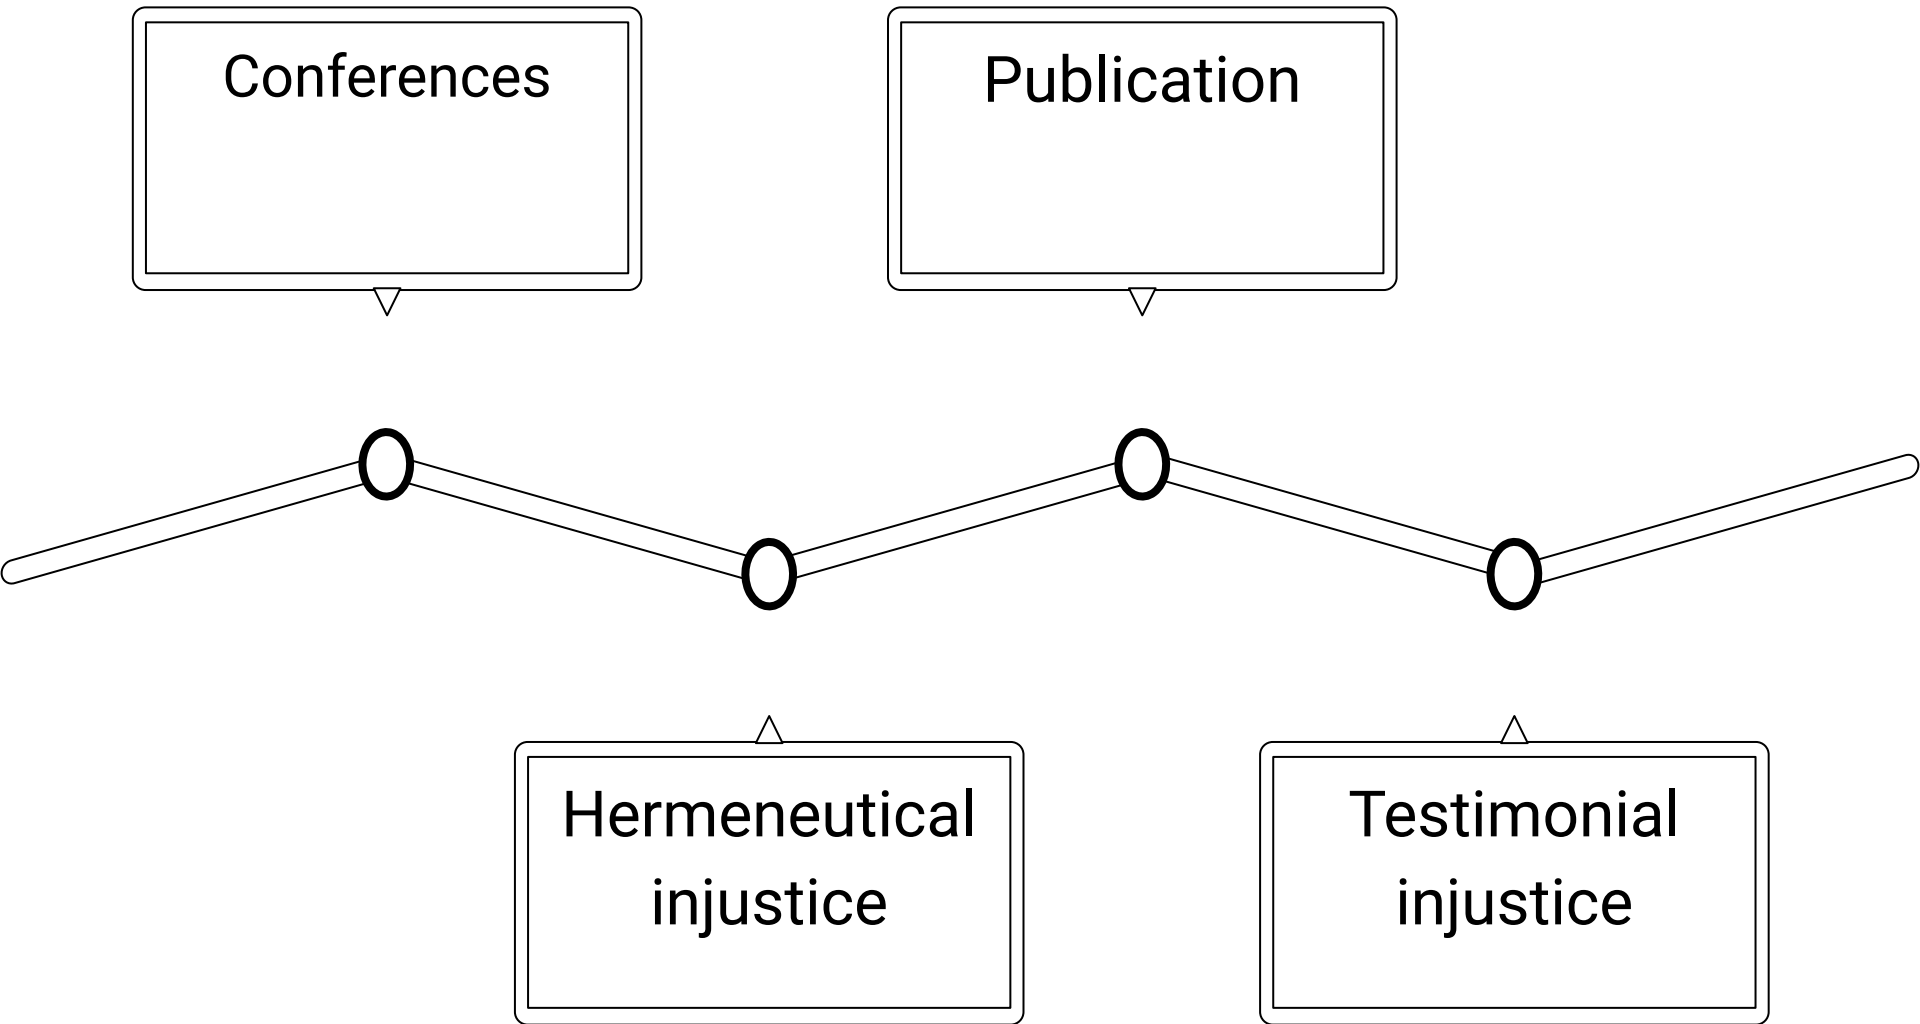 Conferences
Publication
Hermeneutical
injustice
Testimonial
injustice